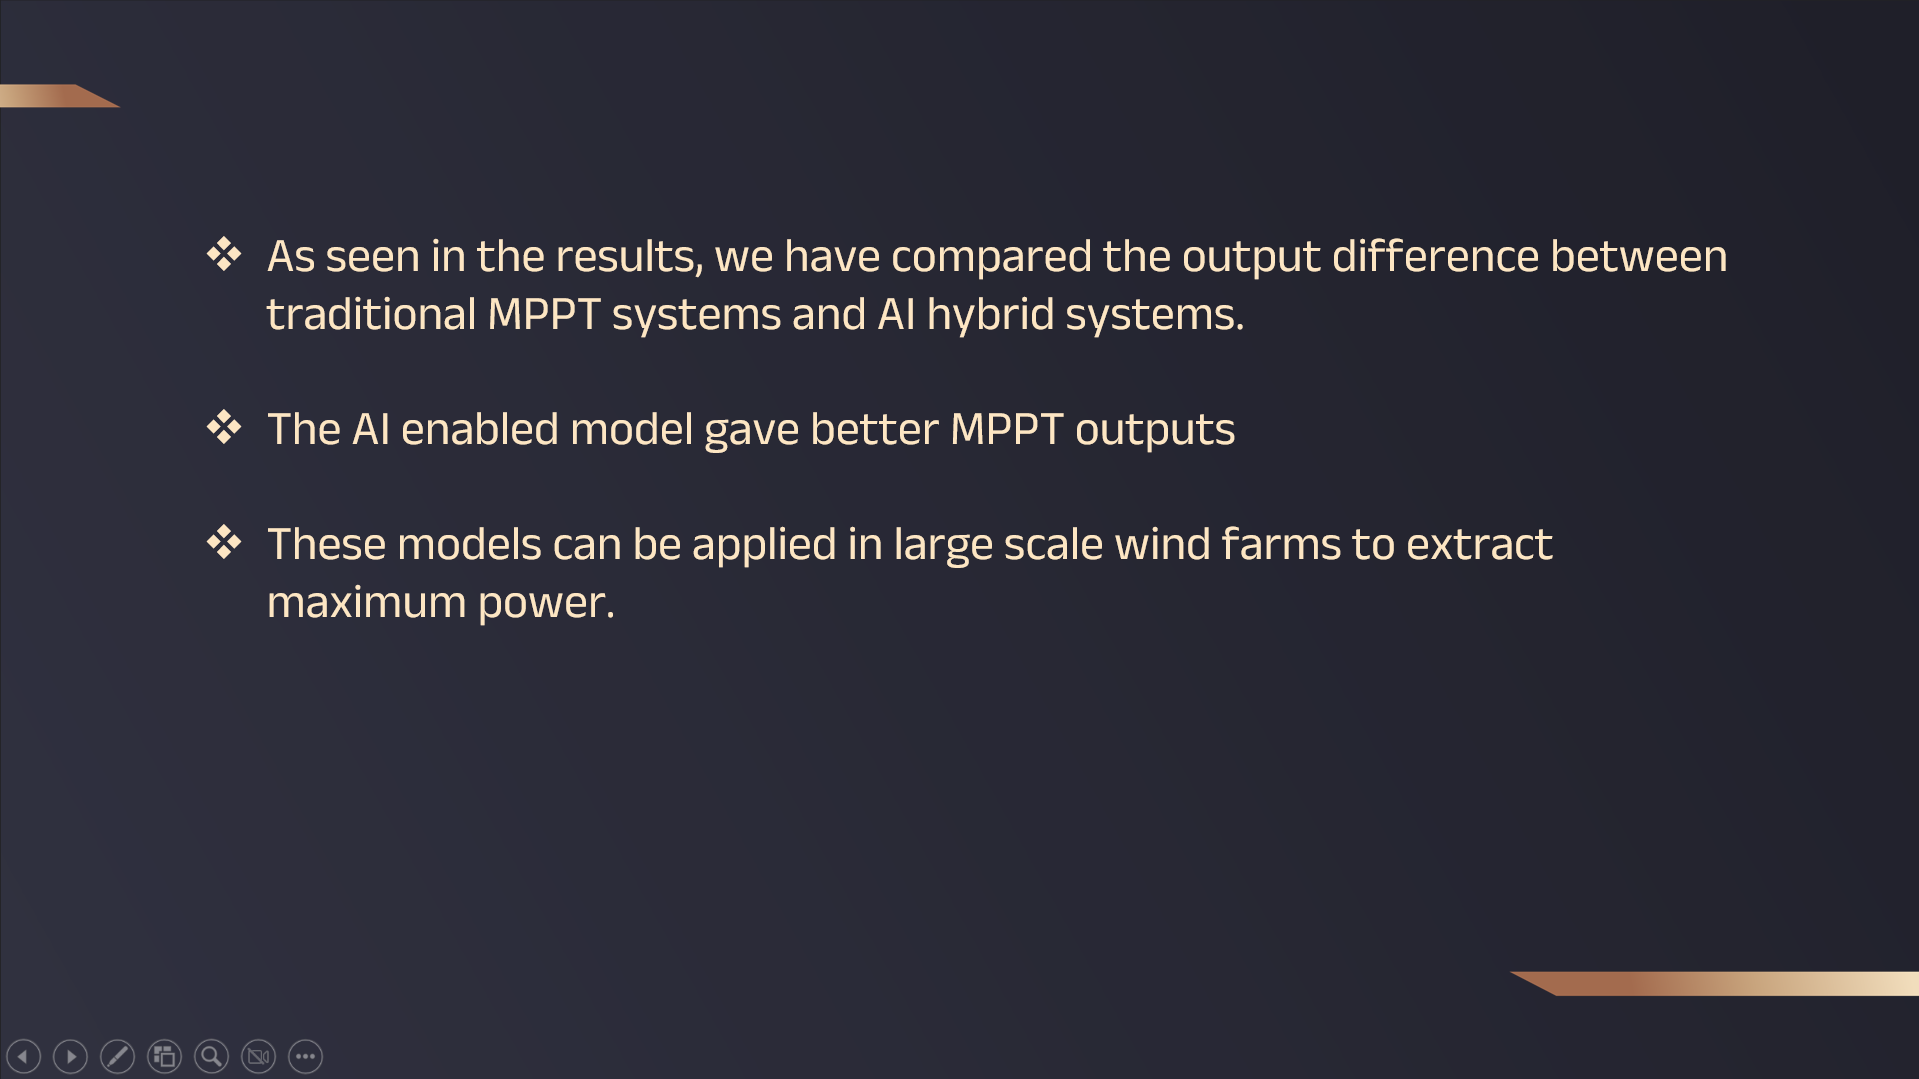 ❖ As seen in the results, we have compared the output difference between
traditional MPPT systems and AI hybrid systems.
❖ The AI enabled model gave better MPPT outputs
❖ These models can be applied in large scale wind farms to extract
maximum power.